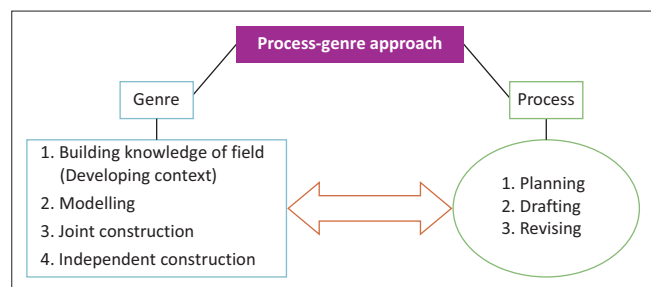 Process-genre approach
Genre
Process
1. Building knowledge of field
(Developing context)
2. Modelling
3. Joint construction
4. Independent construction
1. Planning
2. Drafting
3. Revising